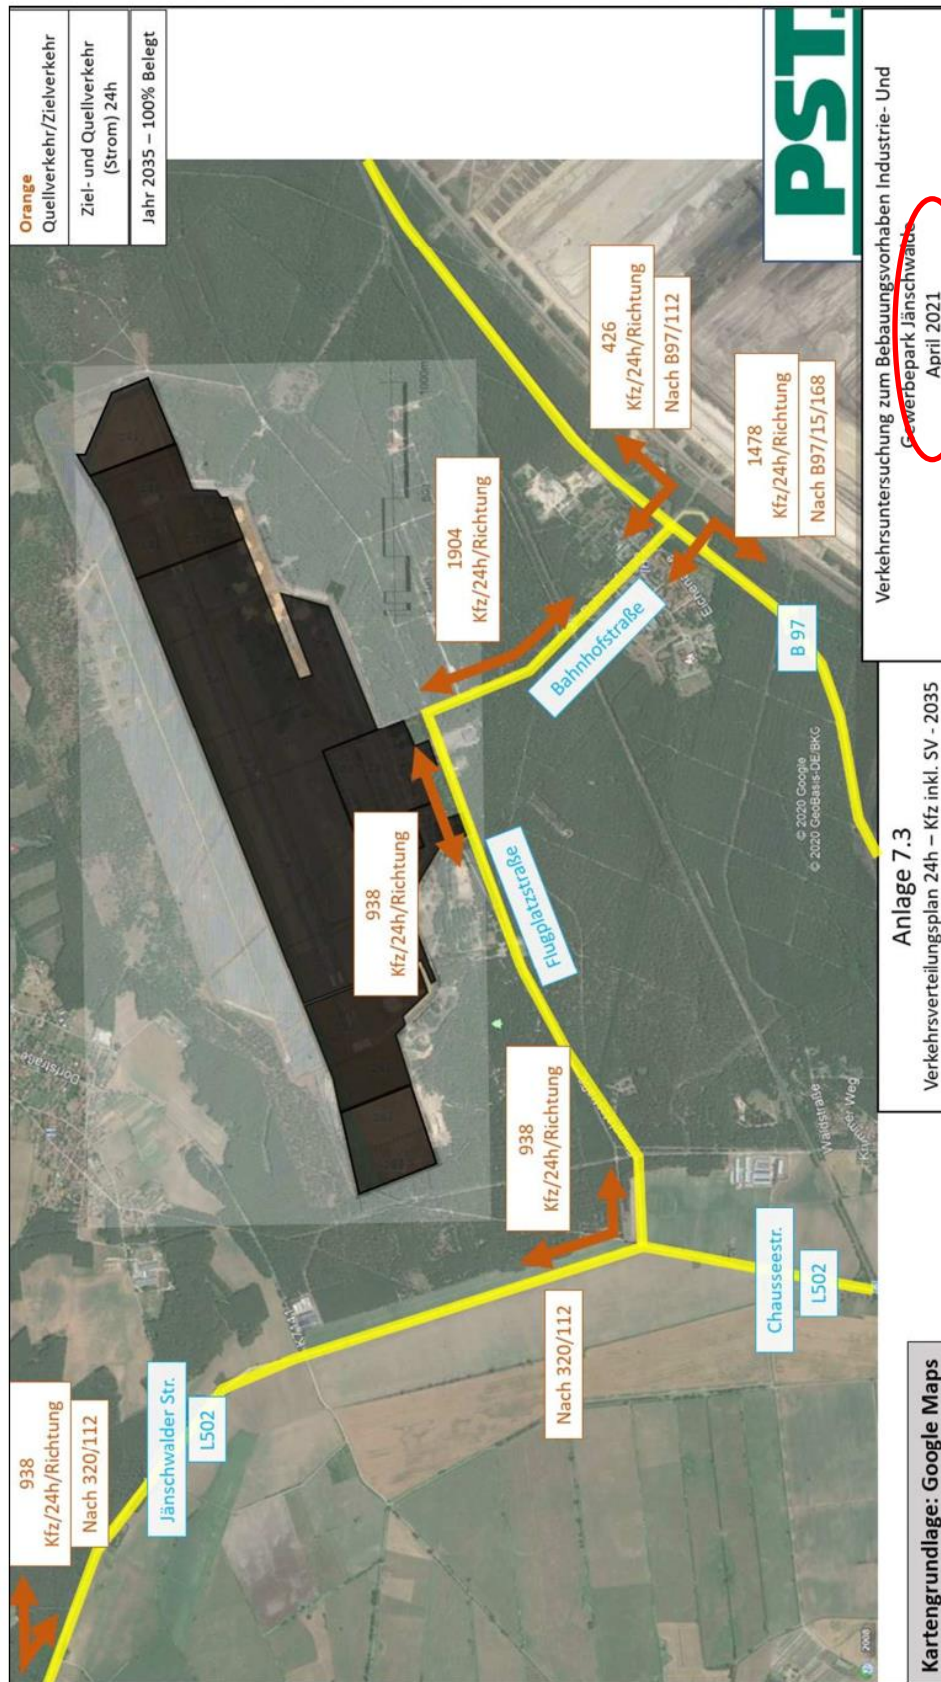 938
Kfz/24h/Richtung
Nach 320/112
Jänschwalder Str.
L502
Dorfstraße
Orange
Quellverkehr/Zielverkehr
Ziel- und Quellverkehr
(Strom) 24h
Jahr 2035 – 100% Belegt
938
Kfz/24h/Richtung
1904
Kfz/24h/Richtung
1000m
938
Kfz/24h/Richtung
Nach 320/112
Flugplatzstraße
Bahnhofstraße
426
Kfz/24h/Richtung
Nach B97/112
1478
Kfz/24h/Richtung
Nach B97/15/168
B 97
Chausseestr.
L502
Waldstraße
© 2020 Google
© 2020 GeoBasis-DE/BKG
2008
PST.
Kartengrundlage: Google Maps
Anlage 7.3
Verkehrsverteilungsplan 24h – Kfz inkl. SV - 2035
Verkehrsuntersuchung zum Bebauungsvorhaben Industrie- Und
Gewerbepark Jänschwalde
April 2021